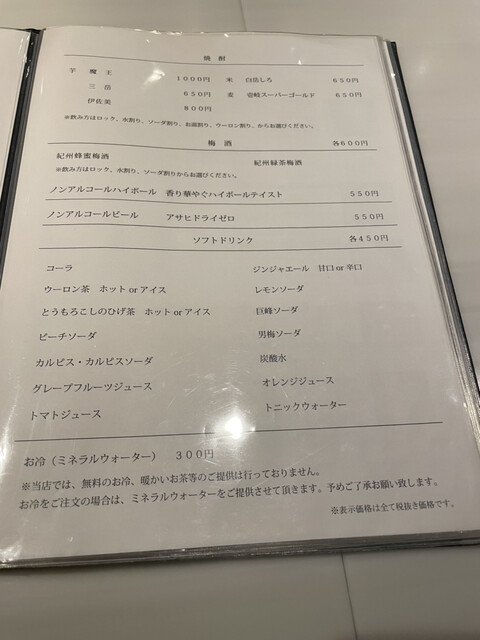 焼酎
芋　魔王　１０００円　米　白岳しろ　６５０円
三岳　６５０円　麦　壱岐スーパーゴールド　６５０円
伊佐美　８００円
※飲み方はロック、水割り、ソーダ割り、お湯割り、ウーロン割り、からお選びください。
梅酒　各６００円
紀州蜂蜜梅酒　紀州緑茶梅酒
※飲み方はロック、水割り、ソーダ割りからお選びください。
ノンアルコールハイボール　香り華やぐハイボールテイスト　５５０円
ノンアルコールビール　アサヒドライゼロ　５５０円
ソフトドリンク　各４５０円
コーラ　ジンジャエール　甘口 or 辛口
ウーロン茶　ホット or アイス　レモンソーダ
とうもろこしのひげ茶　ホット or アイス　巨峰ソーダ
ピーチソーダ　男梅ソーダ
カルピス・カルピスソーダ　炭酸水
グレープフルーツジュース　オレンジジュース
トマトジュース　トニックウォーター
お冷（ミネラルウォーター）　３００円
※当店では、無料のお冷、暖かいお茶等のご提供は行っておりません。
お冷をご注文の場合は、ミネラルウォーターをご提供させて頂きます。予めご了承お願い致します。
※表示価格は全て税抜き価格です。